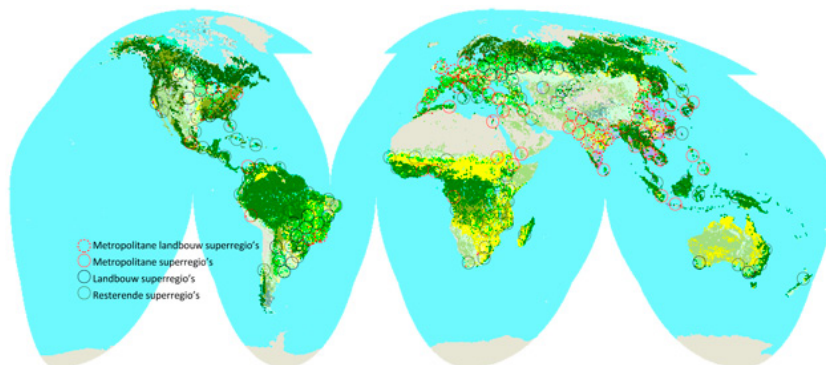 Metropolitane landbouw superregio's
Metropolitane superregio's
Landbouw superregio's
Resterende superregio's